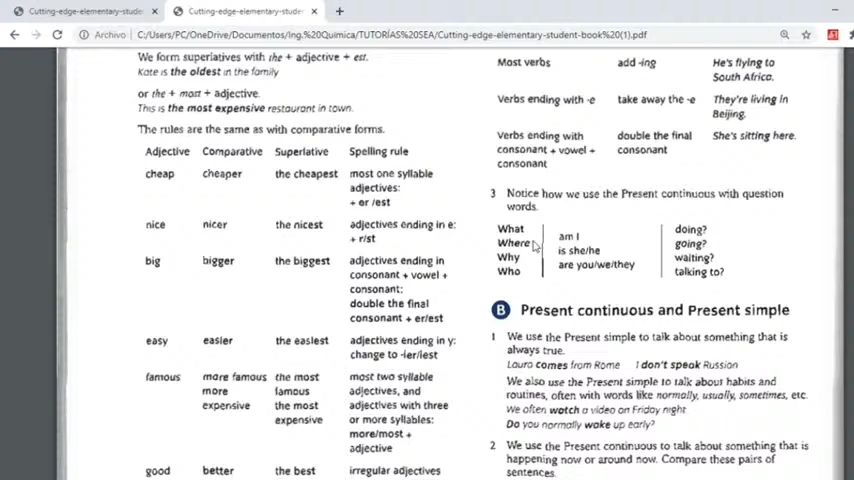 Cutting-edge-elementary-student-
Cutting-edge-elementary-student-
Archivo
C:/Users/PC/OneDrive/Documentos/Ing.%20Quimica/TUTORÍAS%20SEA/Cutting-edge-elementary-student-book%20(1).pdf
We form superlatives with the + adjective + est.
Kate is the oldest in the family
or the + most + adjective.
This is the most expensive restaurant in town.
The rules are the same as with comparative forms.
Adjective Comparative Superlative Spelling rule
cheap cheaper the cheapest most one syllable
adjectives:
+ er /est
nice nicer the nicest adjectives ending in e:
+ r/st
big bigger the biggest adjectives ending in
consonant + vowel +
consonant:
double the final
consonant + er/est
easy easier the easiest adjectives ending in y:
change to -ier/iest
famous more famous the most most two syllable
more famous adjectives, and
expensive the most adjectives with three
expensive or more syllables:
more/most +
adjective
good better the best irregular adjectives
Most verbs add -ing He's flying to
South Africa.
Verbs ending with -e take away the -e They're living in
Beijing.
Verbs ending with double the final She's sitting here.
consonant + vowel + consonant
consonant
3 Notice how we use the Present continuous with question
words.
What am I doing?
Where is she/he going?
Why are you/we/they waiting?
Who talking to?
B Present continuous and Present simple
1 We use the Present simple to talk about something that is
always true.
Laura comes from Rome I don't speak Russian
We also use the Present simple to talk about habits and
routines, often with words like normally, usually, sometimes, etc.
We often watch a video on Friday night
Do you normally wake up early?
2 We use the Present continuous to talk about something that is
happening now or around now. Compare these pairs of
sentences.